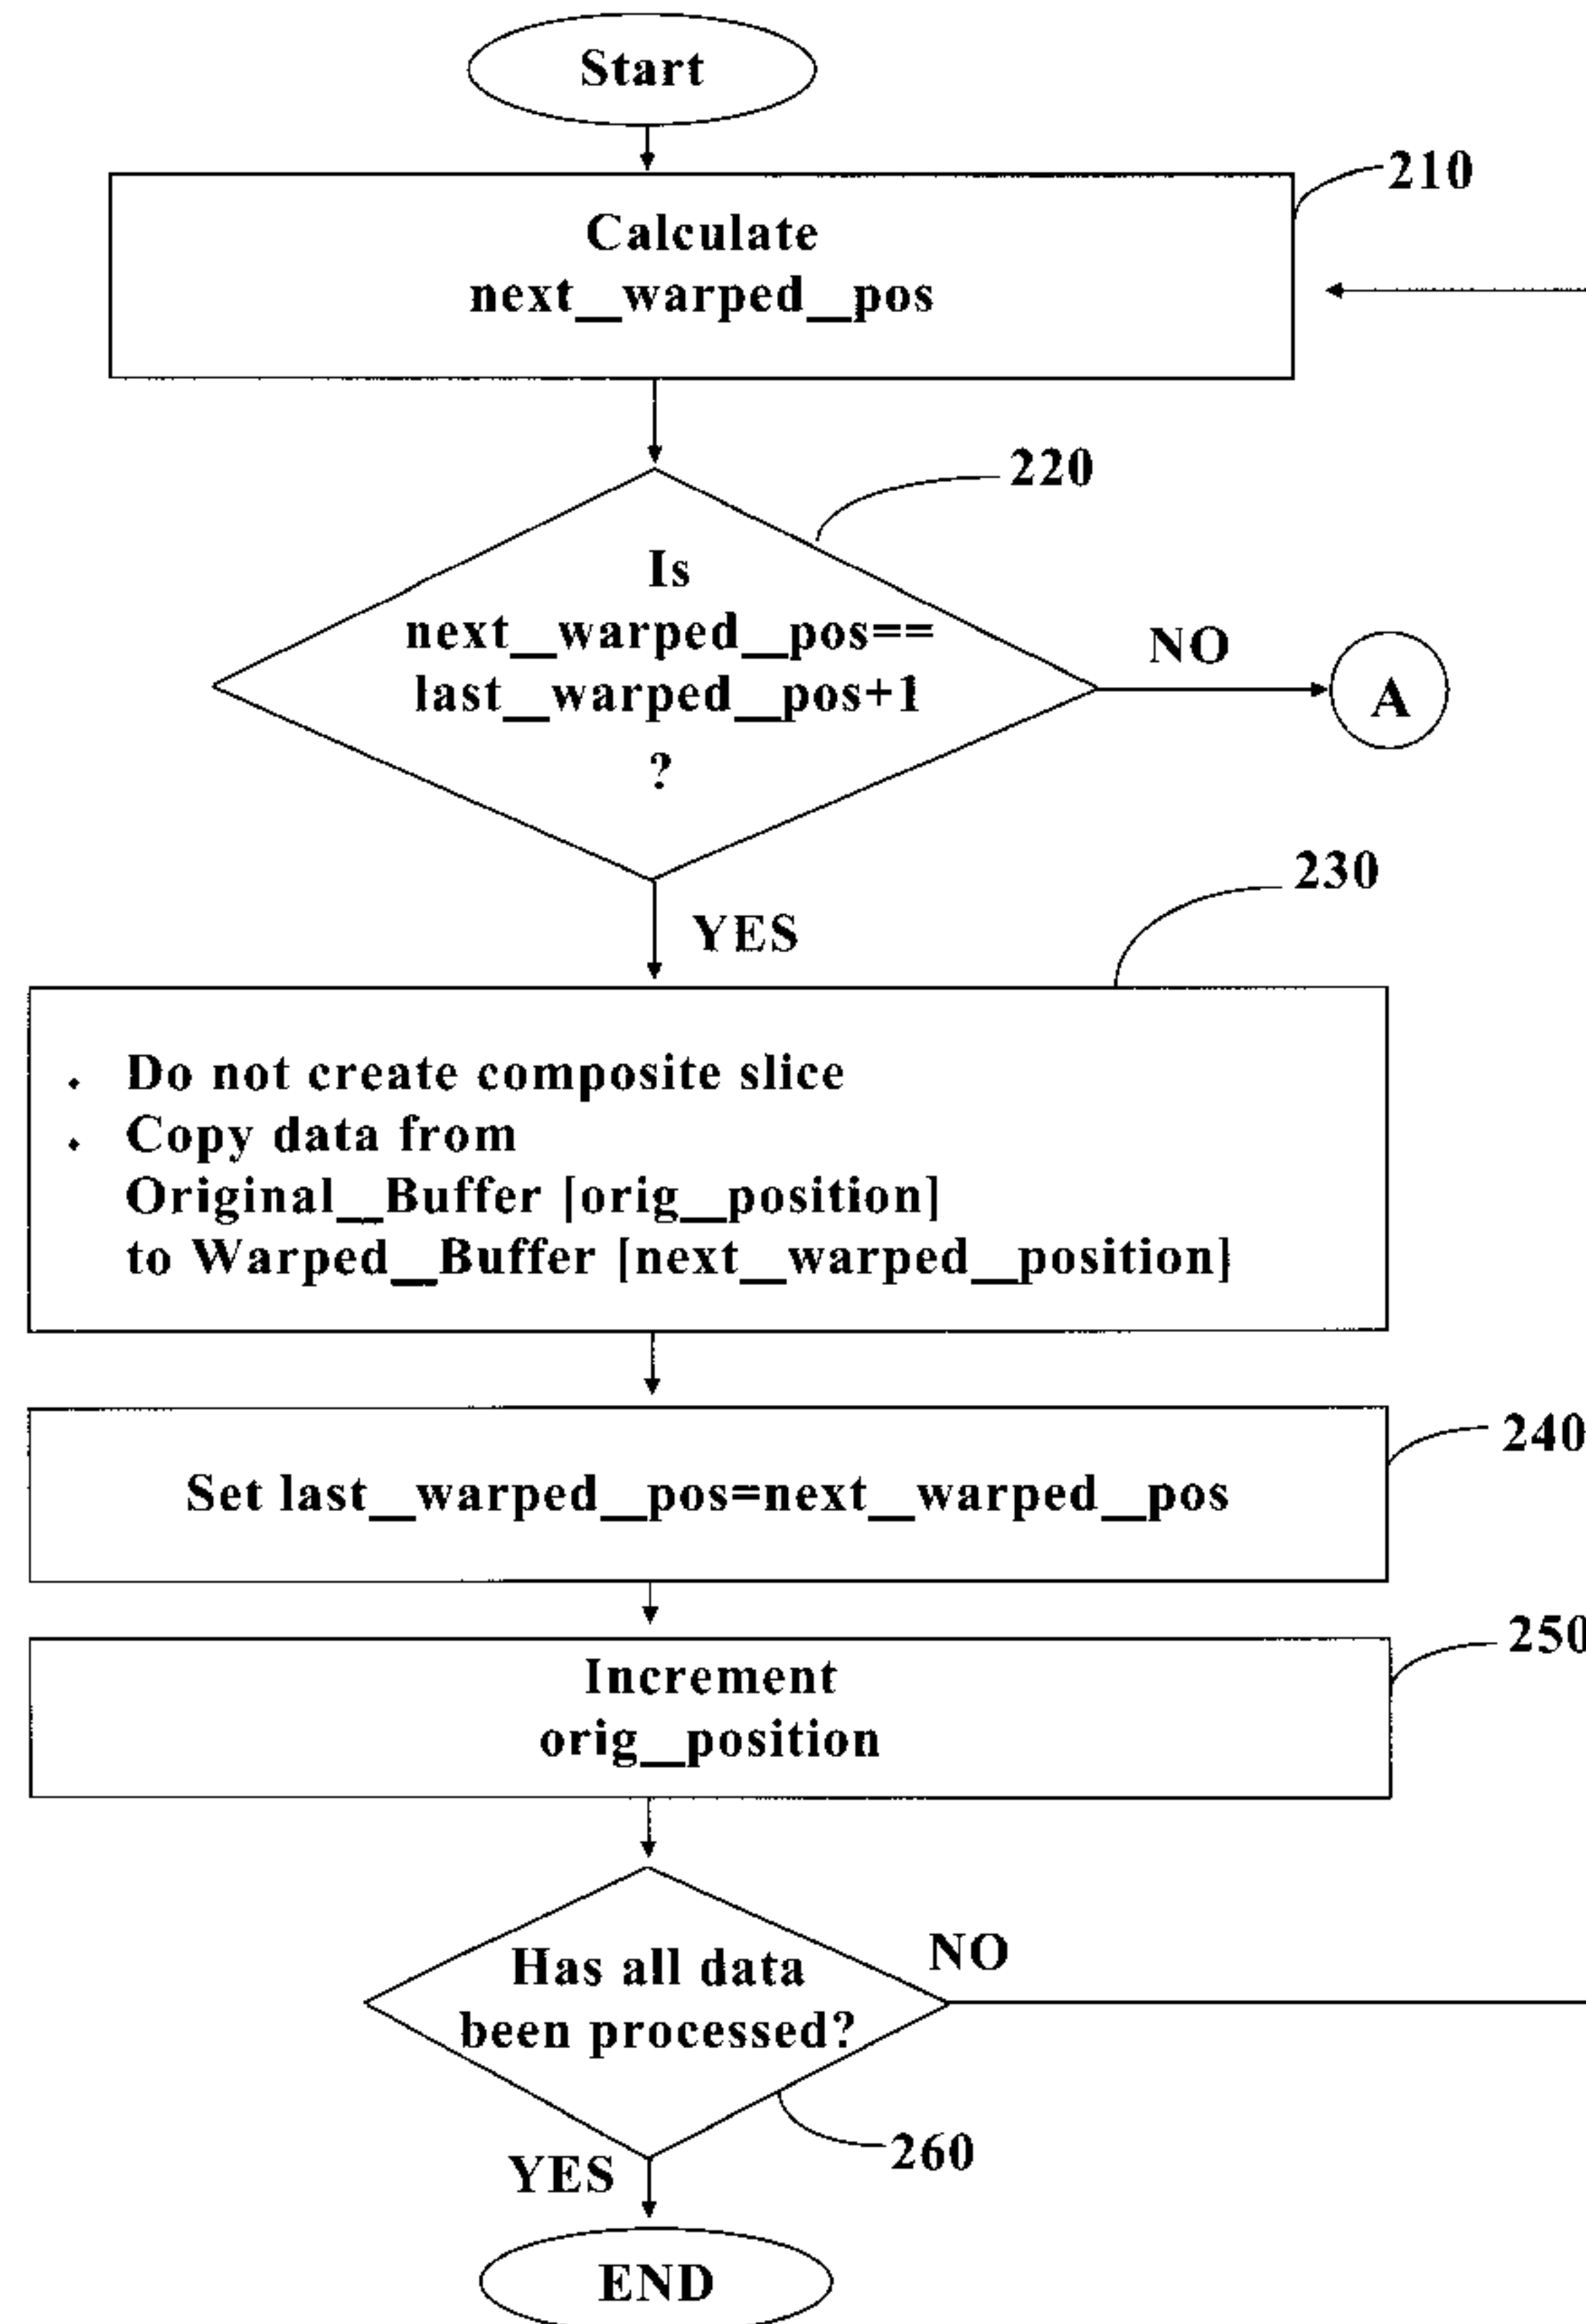 Start
210
Calculate
next__warped__pos
220
Is
next__warped__pos==
last__warped__pos+1
?
NO
A
YES
230
• Do not create composite slice
• Copy data from
Original__Buffer [orig__position]
to Warped__Buffer [next__warped__position]
240
Set last__warped__pos=next__warped__pos
250
Increment
orig__position
NO
Has all data
been processed?
260
YES
END